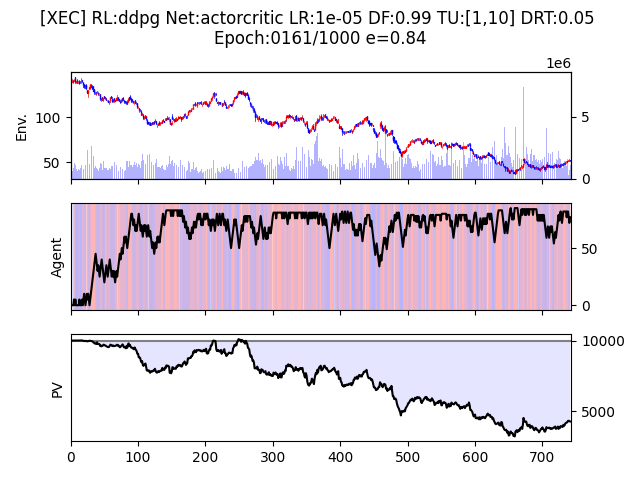 [XEC] RL:ddpg Net:actorcritic LR:1e-05 DF:0.99 TU:[1,10] DRT:0.05
Epoch:0161/1000 e=0.84
1e6
Env.
100
50
5
0
Agent
50
0
PV
10000
5000
0 100 200 300 400 500 600 700